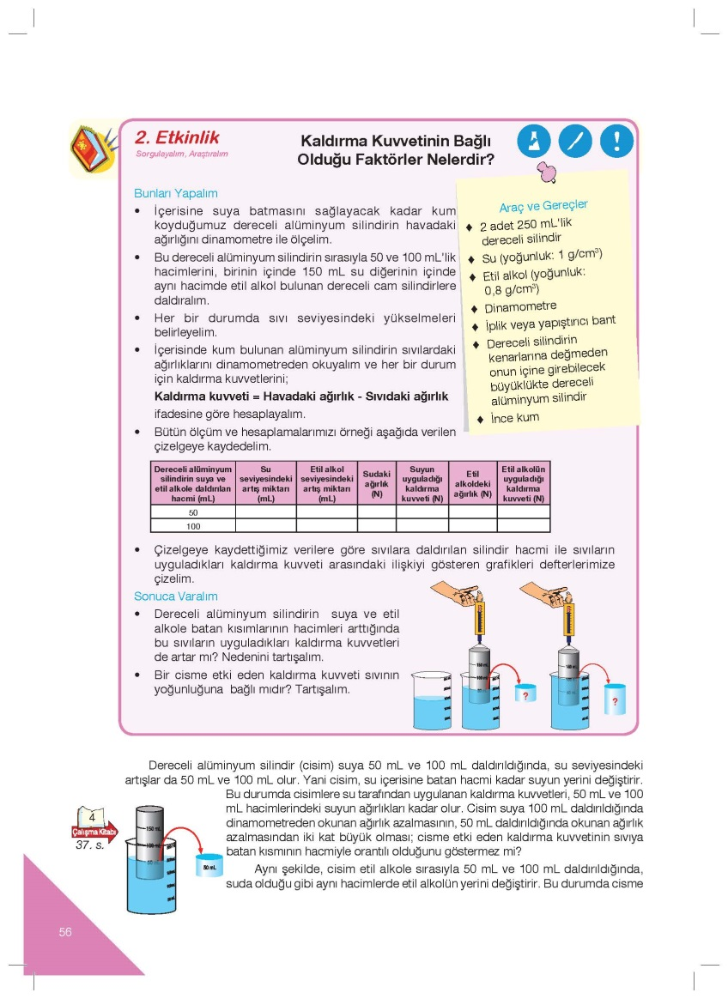 2. Etkinlik
Sorgulayalım, Araştıralım
Kaldırma Kuvvetinin Bağlı
Olduğu Faktörler Nelerdir?
Bunları Yapalım
• İçerisine suya batmasını sağlayacak kadar kum
koyduğumuz dereceli alüminyum silindirin havadaki
ağırlığını dinamometre ile ölçelim.
• Bu dereceli alüminyum silindirin sırasıyla 50 ve 100 mL'lik
hacimlerini, birinin içinde 150 mL su diğerinin içinde
aynı hacimde etil alkol bulunan dereceli cam silindirlere
daldıralım.
• Her bir durumda sıvı seviyesindeki yükselmeleri
belirleyelim.
• İçerisinde kum bulunan alüminyum silindirin sıvılardaki
ağırlıklarını dinamometreden okuyalım ve her bir durum
için kaldırma kuvvetlerini;
Kaldırma kuvveti = Havadaki ağırlık - Sıvıdaki ağırlık
ifadesine göre hesaplayalım.
• Bütün ölçüm ve hesaplamalarımızı örneği aşağıda verilen
çizelgeye kaydedelim.
Araç ve Gereçler
♦ 2 adet 250 mL'lik
dereceli silindir
♦ Su (yoğunluk: 1 g/cm³)
♦ Etil alkol (yoğunluk:
0,8 g/cm³)
♦ Dinamometre
♦ İplik veya yapıştırıcı bant
♦ Dereceli silindirin
kenarlarına değmeden
onun içine girebilecek
büyüklükte dereceli
alüminyum silindir
♦ İnce kum
Dereceli alüminyum
silindirin suya ve
etil alkole daldırılan
hacmi (mL)
Su
seviyesindeki
artış miktarı
(mL)
Etil alkol
seviyesindeki
artış miktarı
(mL)
Sudaki
ağırlık
(N)
Suyun
uyguladığı
kaldırma
kuvveti (N)
Etil
alkoldeki
ağırlık (N)
Etil alkolün
uyguladığı
kaldırma
kuvveti (N)
50
100
• Çizelgeye kaydettiğimiz verilere göre sıvılara daldırılan silindir hacmi ile sıvıların
uyguladıkları kaldırma kuvveti arasındaki ilişkiyi gösteren grafikleri defterlerimize
çizelim.
Sonuca Varalım
• Dereceli alüminyum silindirin suya ve etil
alkole batan kısımlarının hacimleri arttığında
bu sıvıların uyguladıkları kaldırma kuvvetleri
de artar mı? Nedenini tartışalım.
• Bir cisme etki eden kaldırma kuvveti sıvının
yoğunluğuna bağlı mıdır? Tartışalım.
150 mL
100 mL
?
?
Dereceli alüminyum silindir (cisim) suya 50 mL ve 100 mL daldırıldığında, su seviyesindeki
artışlar da 50 mL ve 100 mL olur. Yani cisim, su içerisine batan hacmi kadar suyun yerini değiştirir.
Bu durumda cisimlere su tarafından uygulanan kaldırma kuvvetleri, 50 mL ve 100
mL hacimlerindeki suyun ağırlıkları kadar olur. Cisim suya 100 mL daldırıldığında
dinamometreden okunan ağırlık azalmasının, 50 mL daldırıldığında okunan ağırlık
azalmasından iki kat büyük olması; cisme etki eden kaldırma kuvvetinin sıvıya
batan kısmının hacmiyle orantılı olduğunu göstermez mi?
Aynı şekilde, cisim etil alkole sırasıyla 50 mL ve 100 mL daldırıldığında,
suda olduğu gibi aynı hacimlerde etil alkolün yerini değiştirir. Bu durumda cisme
4
Çalışma Kitabı
37. s.
150 mL
100 mL
50 mL
50 mL
56